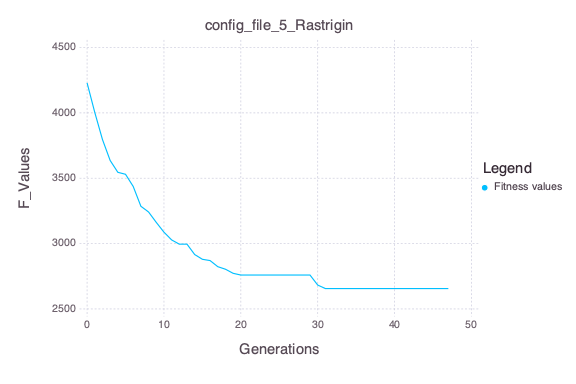 config_file_5_Rastrigin
4500
4000
3500
3000
2500
F_Values
0 10 20 30 40 50
Generations
Legend
Fitness values